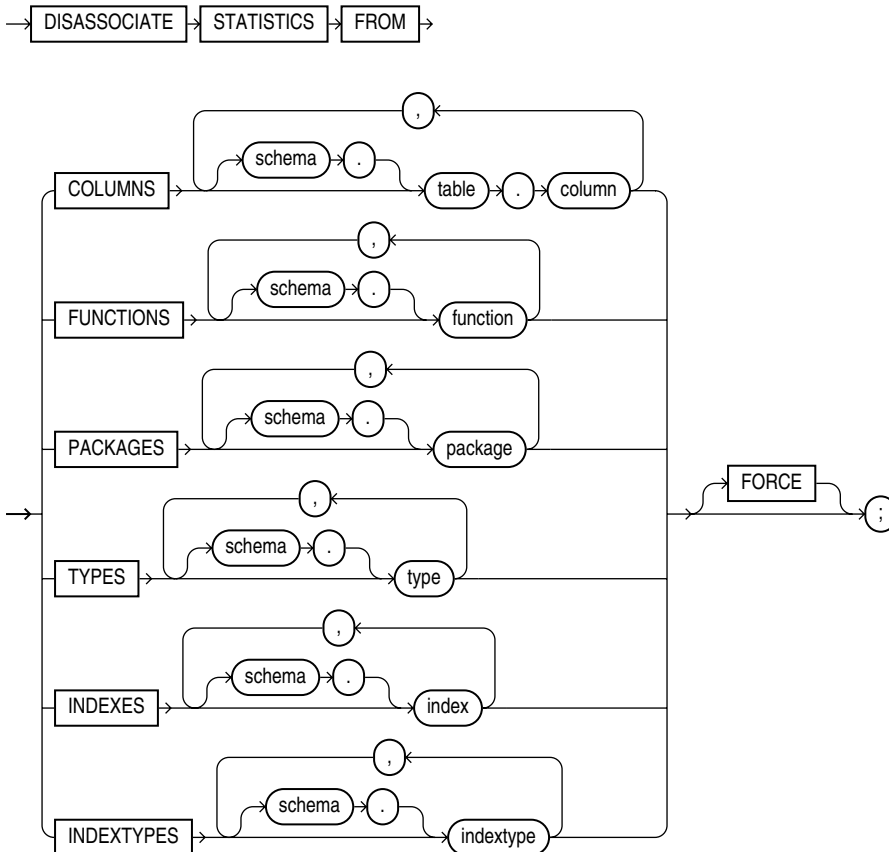 DISASSOCIATE STATISTICS FROM
,
schema .
COLUMNS table . column
,
schema .
FUNCTIONS function
,
schema .
PACKAGES package
FORCE
;
,
schema .
TYPES type
,
schema .
INDEXES index
,
schema .
INDEXTYPES indextype